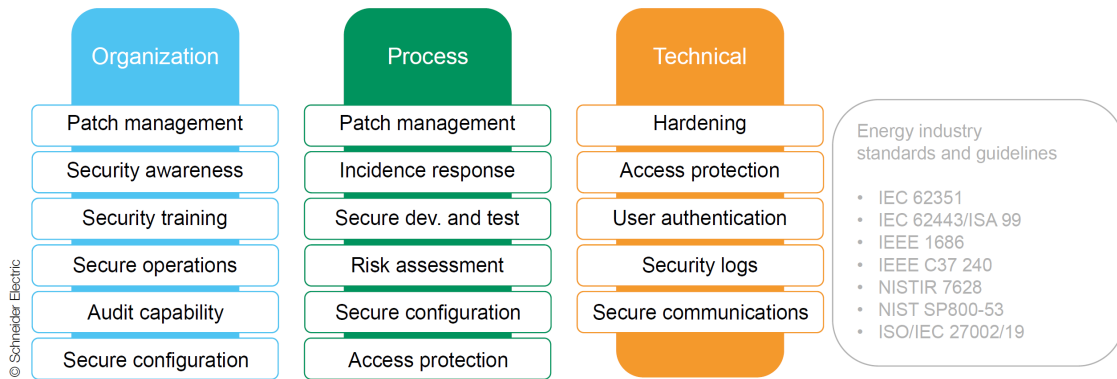 Organization
Patch management
Security awareness
Security training
Secure operations
Audit capability
Secure configuration
Process
Patch management
Incidence response
Secure dev. and test
Risk assessment
Secure configuration
Access protection
Technical
Hardening
Access protection
User authentication
Security logs
Secure communications
Energy industry
standards and guidelines
• IEC 62351
• IEC 62443/ISA 99
• IEEE 1686
• IEEE C37 240
• NISTIR 7628
• NIST SP800-53
• ISO/IEC 27002/19
© Schneider Electric